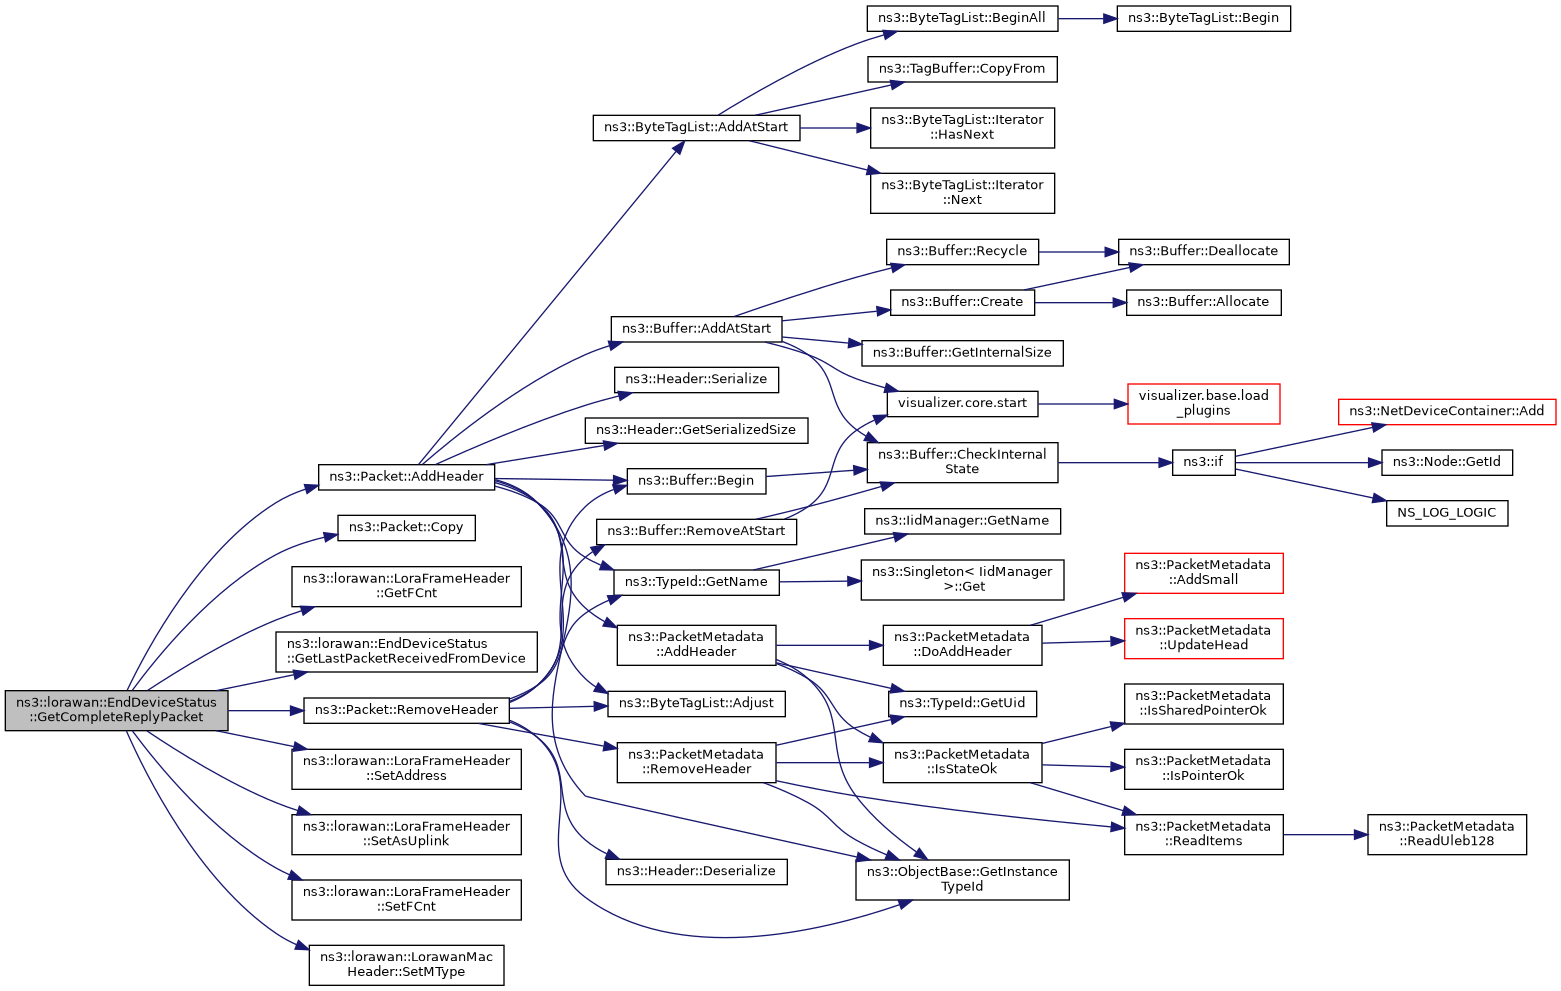 ns3::lorawan::EndDeviceStatus
::GetCompleteReplyPacket
ns3::Packet::AddHeader
ns3::Packet::Copy
ns3::lorawan::LoraFrameHeader
::GetFCnt
ns3::lorawan::EndDeviceStatus
::GetLastPacketReceivedFromDevice
ns3::Packet::RemoveHeader
ns3::lorawan::LoraFrameHeader
::SetAddress
ns3::lorawan::LoraFrameHeader
::SetAsUplink
ns3::lorawan::LoraFrameHeader
::SetFCnt
ns3::lorawan::LorawanMac
Header::SetMType
ns3::ByteTagList::AddAtStart
ns3::Buffer::AddAtStart
ns3::Header::Serialize
ns3::Header::GetSerializedSize
ns3::Buffer::Begin
ns3::Buffer::RemoveAtStart
ns3::TypeId::GetName
ns3::PacketMetadata
::AddHeader
ns3::ByteTagList::Adjust
ns3::PacketMetadata
::RemoveHeader
ns3::Header::Deserialize
ns3::ByteTagList::BeginAll
ns3::TagBuffer::CopyFrom
ns3::ByteTagList::Iterator
::HasNext
ns3::ByteTagList::Iterator
::Next
ns3::Buffer::Recycle
ns3::Buffer::Create
ns3::Buffer::GetInternalSize
visualizer.core.start
ns3::Buffer::CheckInternal
State
ns3::IidManager::GetName
ns3::Singleton< IidManager
>::Get
ns3::PacketMetadata
::DoAddHeader
ns3::TypeId::GetUid
ns3::PacketMetadata
::IsStateOk
ns3::ObjectBase::GetInstance
TypeId
ns3::ByteTagList::Begin
ns3::Buffer::Deallocate
ns3::Buffer::Allocate
visualizer.base.load
_plugins
ns3::if
ns3::PacketMetadata
::AddSmall
ns3::PacketMetadata
::UpdateHead
ns3::PacketMetadata
::IsSharedPointerOk
ns3::PacketMetadata
::IsPointerOk
ns3::PacketMetadata
::ReadItems
ns3::NetDeviceContainer::Add
ns3::Node::GetId
NS_LOG_LOGIC
ns3::PacketMetadata
::ReadUleb128